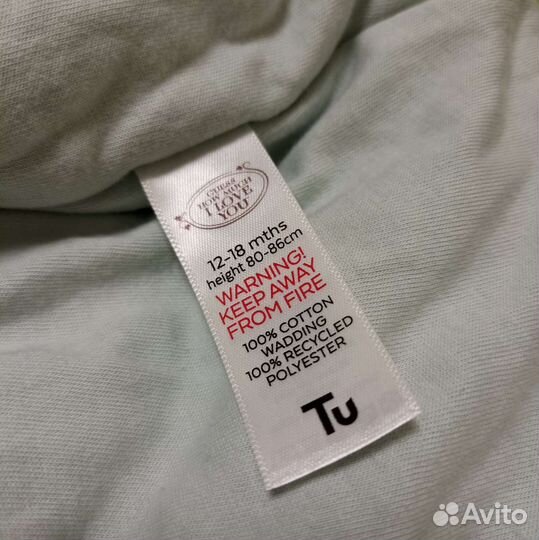 GUESS
HOW MUCH
I LOVE
YOU
12-18 mths
height 80-86cm
WARNING!
KEEP AWAY
FROM FIRE
100% COTTON
WADDING
100% RECYCLED
POLYESTER
Tu
Avito